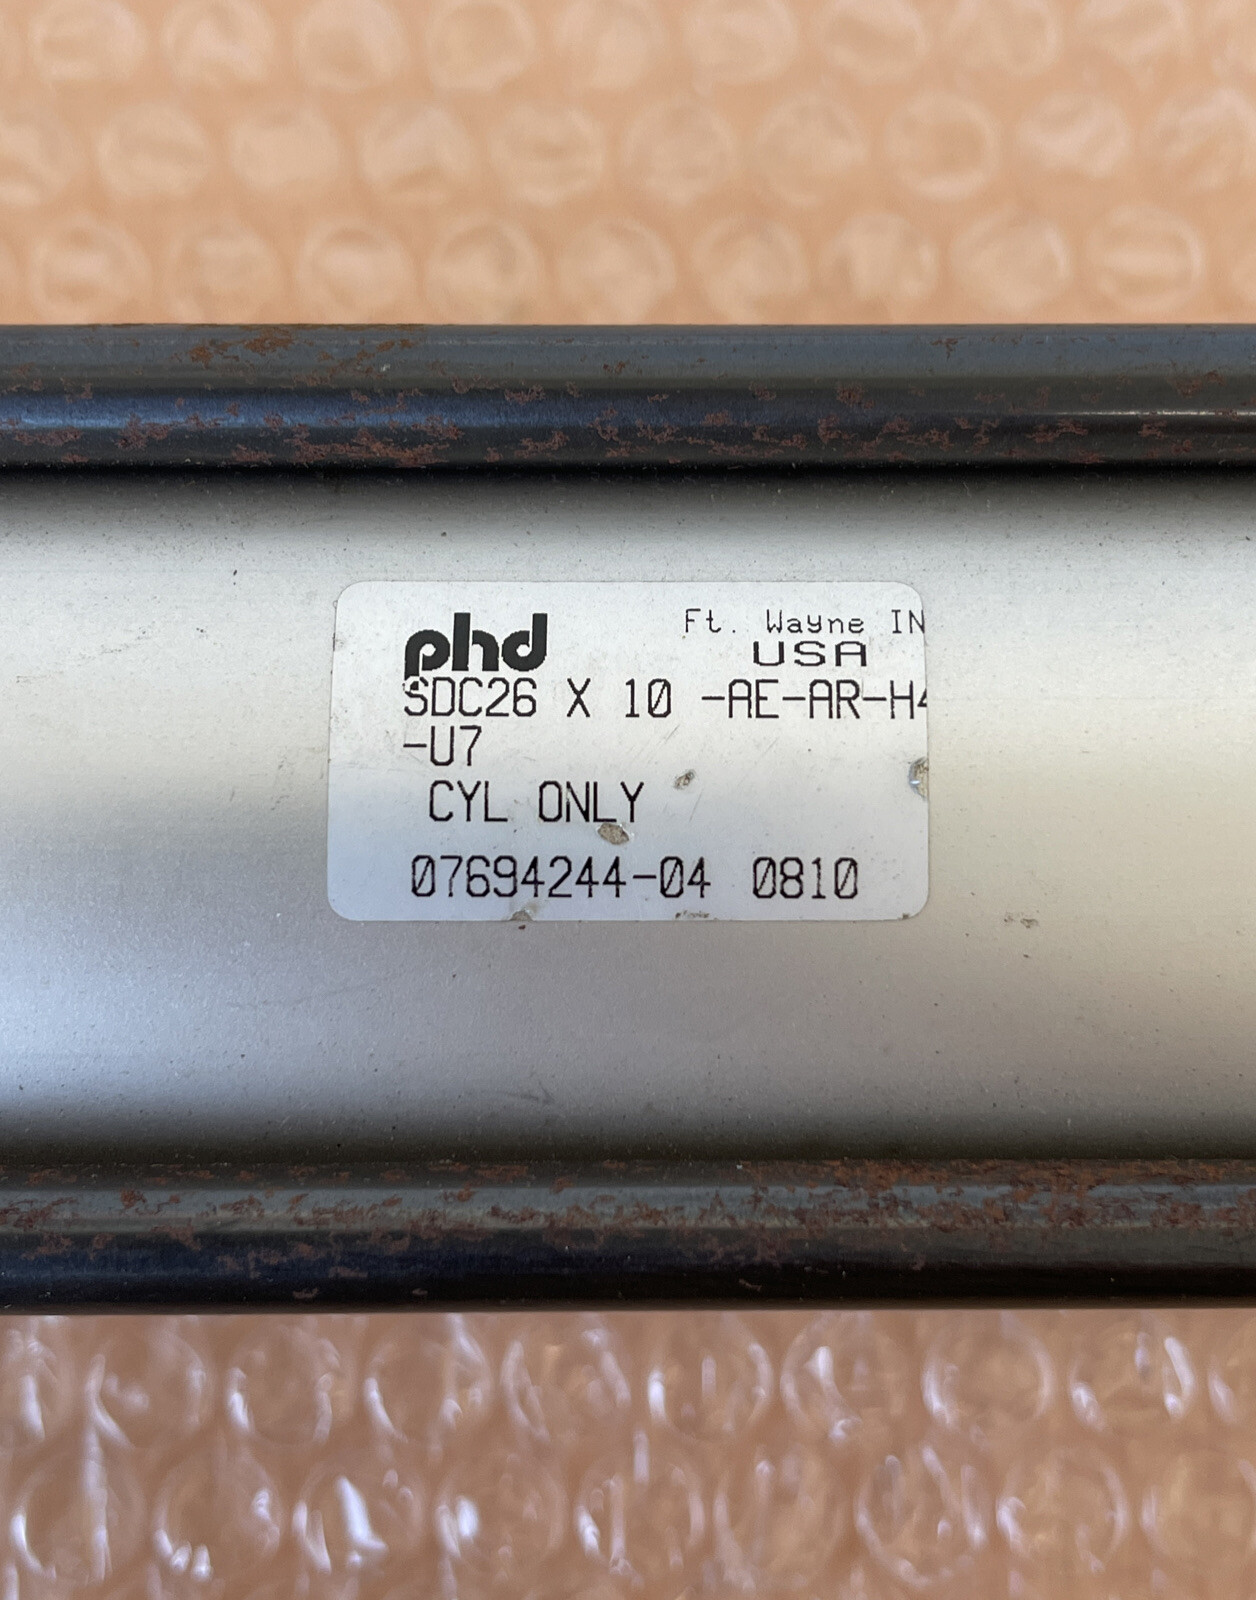 phd
Ft. Wayne IN
USA
SDC26 X 10 -AE-AR-H4
-U7
CYL ONLY
07694244-04 0810